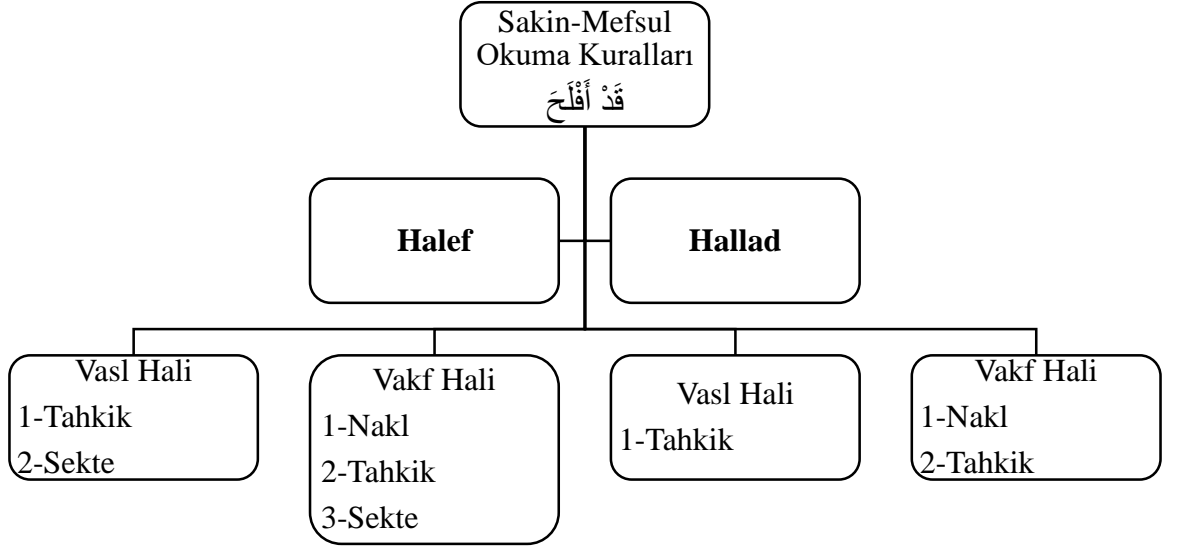 Sakin-Mefsul
Okuma Kuralları
قَدْ أَفْلَحَ
Halef
Hallad
Vasl Hali
1-Tahkik
2-Sekte
Vakf Hali
1-Nakl
2-Tahkik
3-Sekte
Vasl Hali
1-Tahkik
Vakf Hali
1-Nakl
2-Tahkik